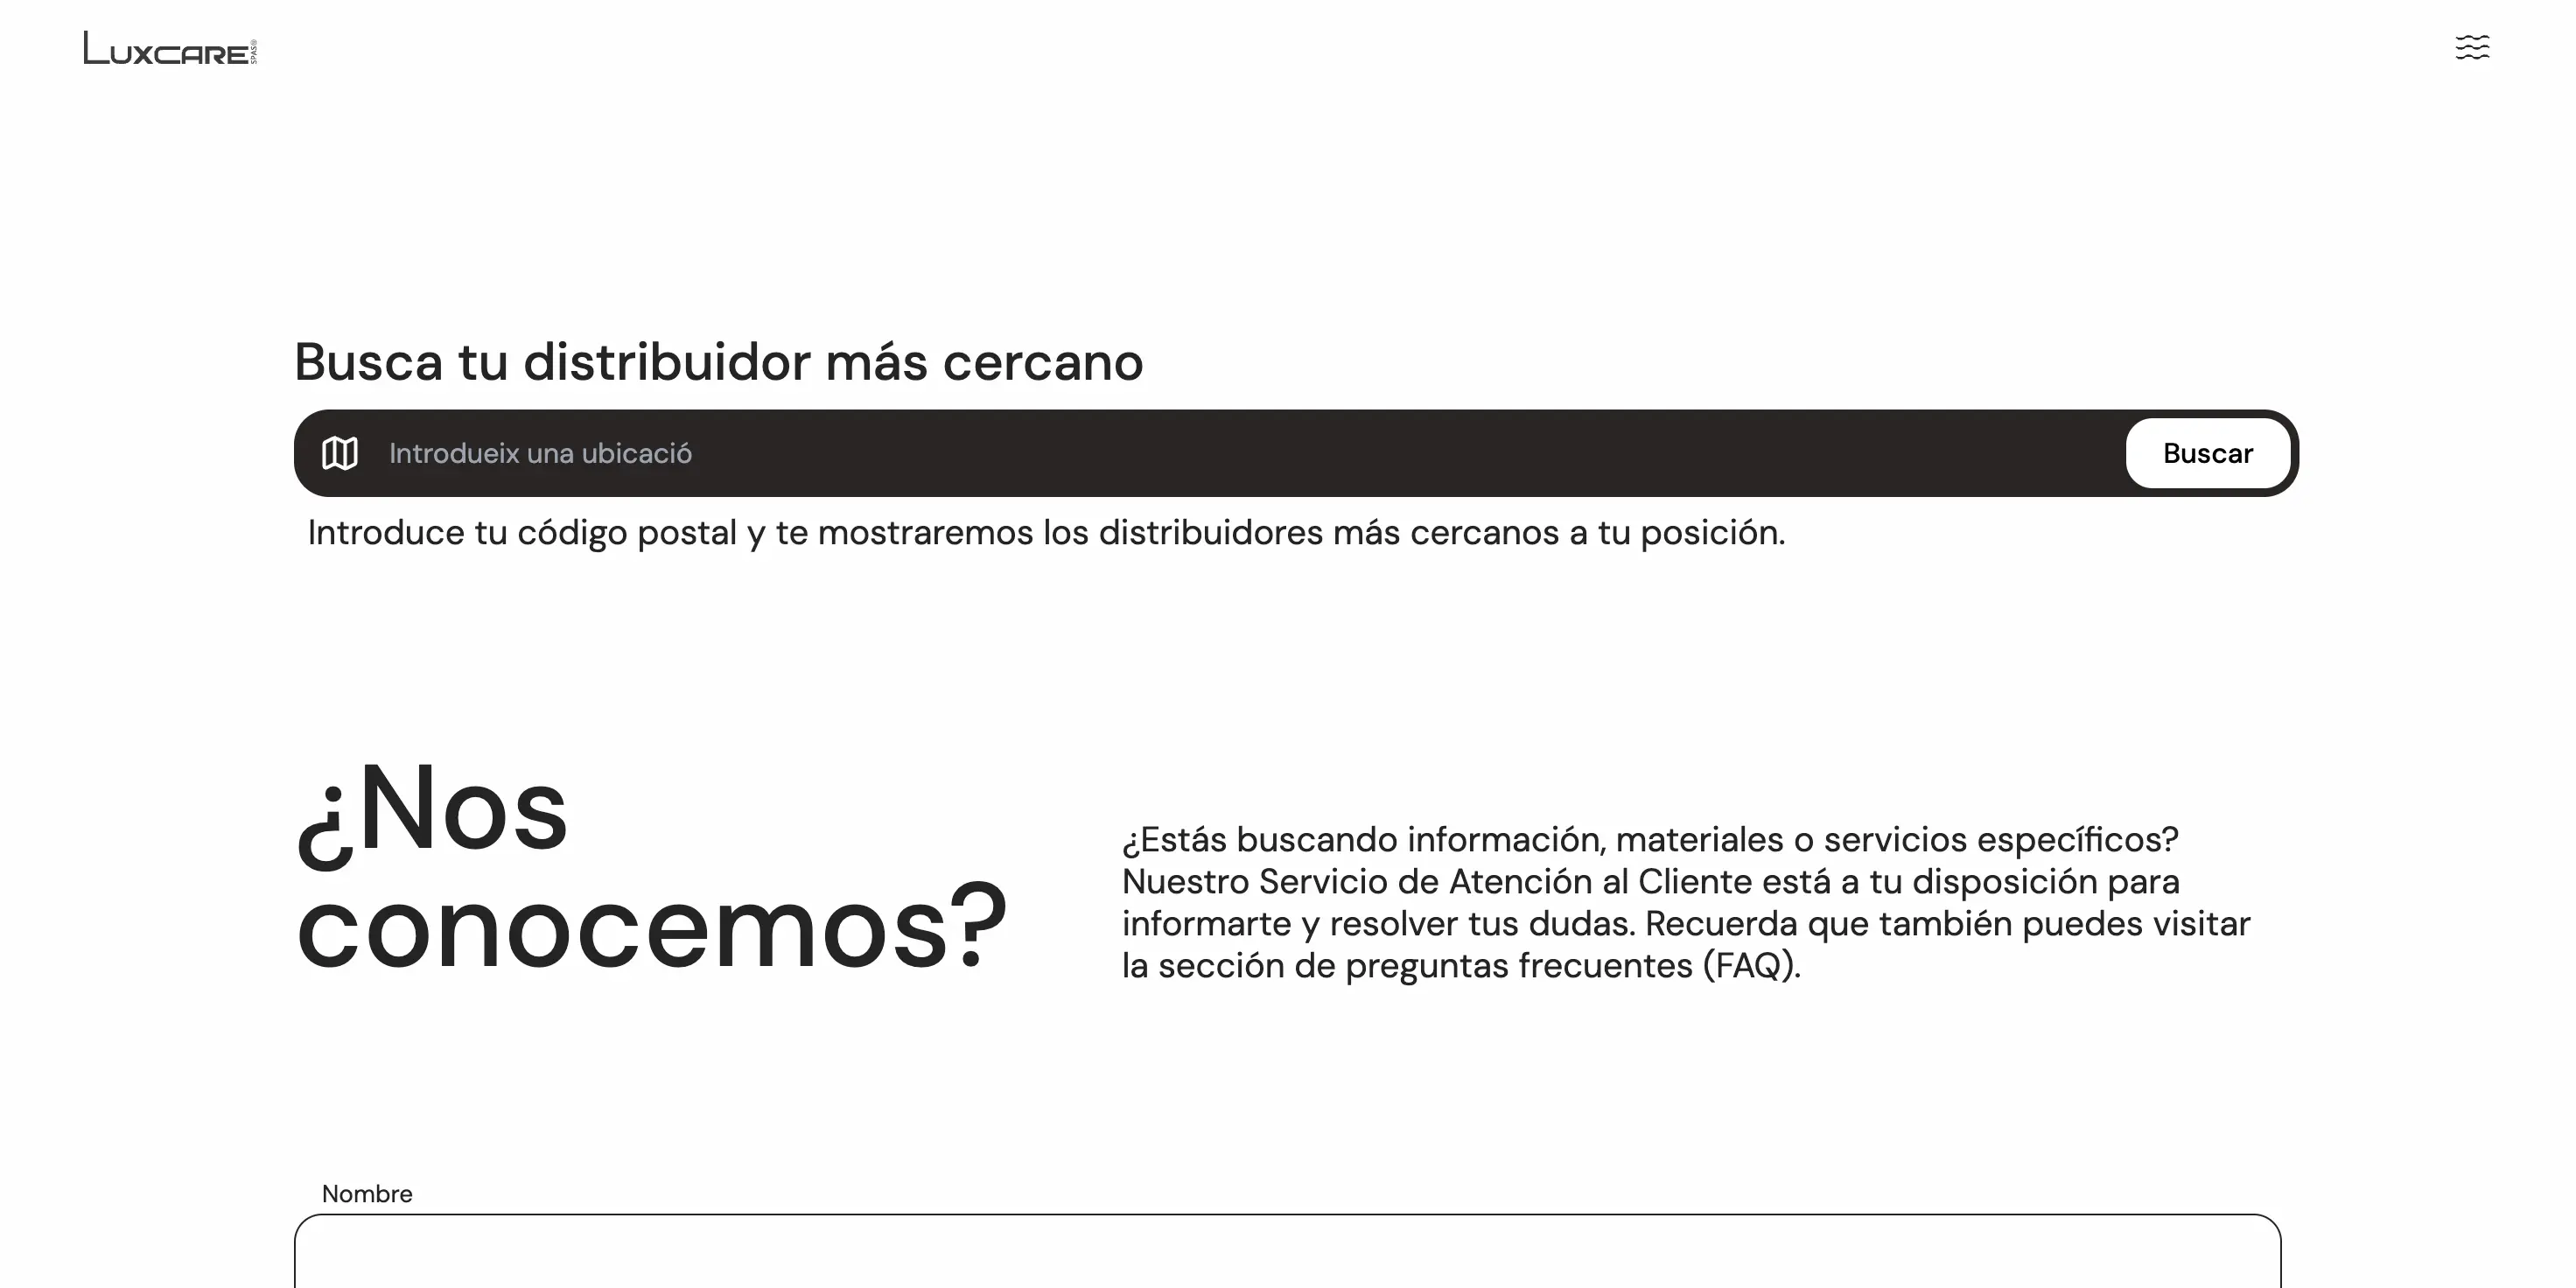 LUXCARE SPAS®
Busca tu distribuidor más cercano
Introdueix una ubicació
Buscar
Introduce tu código postal y te mostraremos los distribuidores más cercanos a tu posición.
¿Nos
conocemos?
¿Estás buscando información, materiales o servicios específicos?
Nuestro Servicio de Atención al Cliente está a tu disposición para
informarte y resolver tus dudas. Recuerda que también puedes visitar
la sección de preguntas frecuentes (FAQ).
Nombre